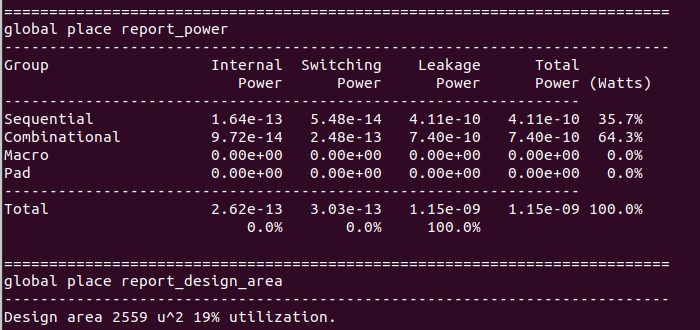 ==========================================================================
global place report_power
--------------------------------------------------------------------------
Group                  Internal  Switching    Leakage      Total
                          Power      Power      Power      Power (Watts)
----------------------------------------------------------------
Sequential             1.64e-13   5.48e-14   4.11e-10   4.11e-10  35.7%
Combinational          9.72e-14   2.48e-13   7.40e-10   7.40e-10  64.3%
Macro                  0.00e+00   0.00e+00   0.00e+00   0.00e+00   0.0%
Pad                    0.00e+00   0.00e+00   0.00e+00   0.00e+00   0.0%
----------------------------------------------------------------
Total                  2.62e-13   3.03e-13   1.15e-09   1.15e-09 100.0%
                           0.0%       0.0%     100.0%
==========================================================================
global place report_design_area
--------------------------------------------------------------------------
Design area 2559 u^2 19% utilization.